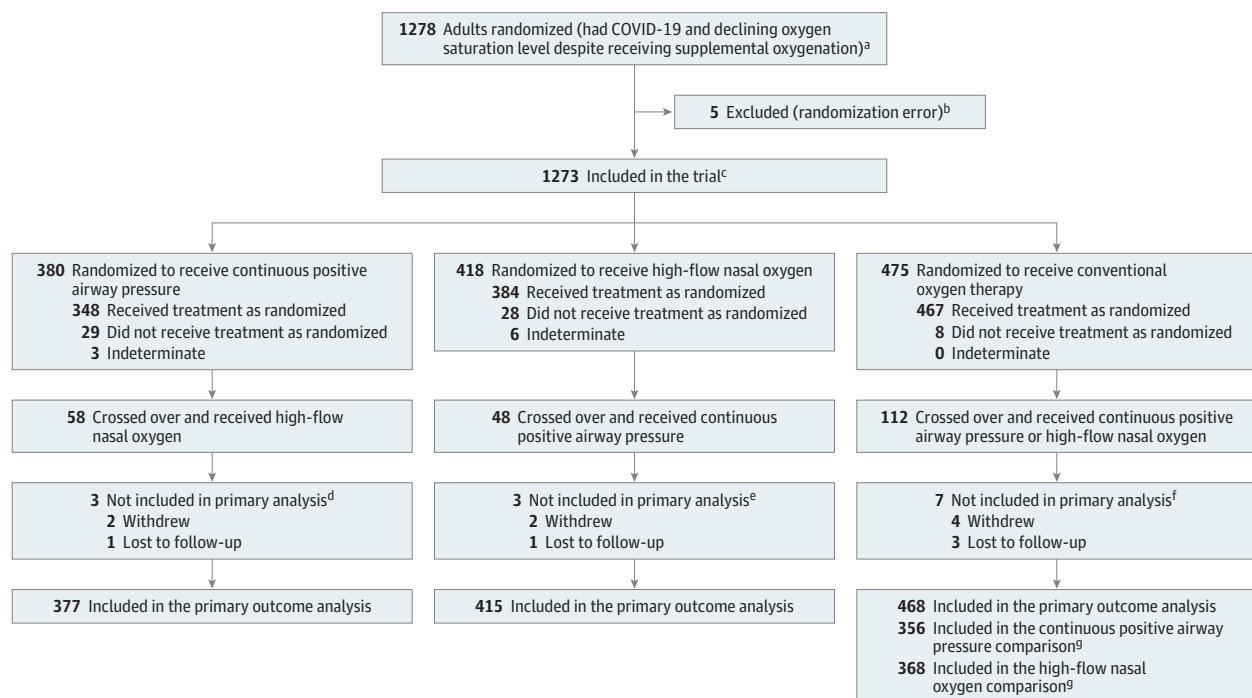 1278 Adults randomized (had COVID-19 and declining oxygen
saturation level despite receiving supplemental oxygenation)a
5 Excluded (randomization error)b
1273 Included in the trialc
380 Randomized to receive continuous positive
airway pressure
348 Received treatment as randomized
29 Did not receive treatment as randomized
3 Indeterminate
418 Randomized to receive high-flow nasal oxygen
384 Received treatment as randomized
28 Did not receive treatment as randomized
6 Indeterminate
475 Randomized to receive conventional
oxygen therapy
467 Received treatment as randomized
8 Did not receive treatment as randomized
0 Indeterminate
58 Crossed over and received high-flow
nasal oxygen
48 Crossed over and received continuous
positive airway pressure
112 Crossed over and received continuous positive
airway pressure or high-flow nasal oxygen
3 Not included in primary analysisd
2 Withdrew
1 Lost to follow-up
3 Not included in primary analysise
2 Withdrew
1 Lost to follow-up
7 Not included in primary analysisf
4 Withdrew
3 Lost to follow-up
377 Included in the primary outcome analysis
415 Included in the primary outcome analysis
468 Included in the primary outcome analysis
356 Included in the continuous positive airway
pressure comparisong
368 Included in the high-flow nasal
oxygen comparisong